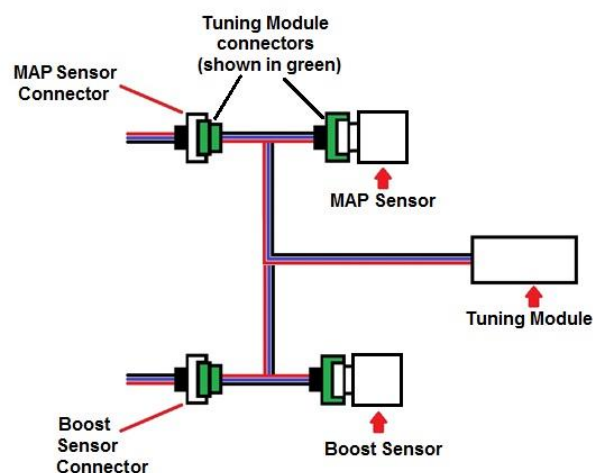 Tuning Module
connectors
(shown in green)
MAP Sensor
Connector
MAP Sensor
Tuning Module
Boost
Sensor
Connector
Boost Sensor